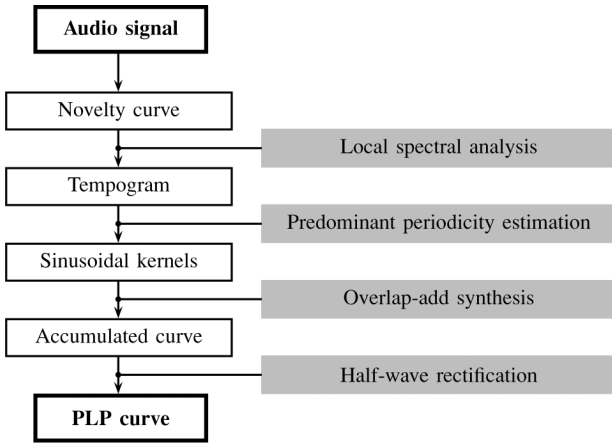 Audio signal
Novelty curve
Local spectral analysis
Tempogram
Predominant periodicity estimation
Sinusoidal kernels
Overlap-add synthesis
Accumulated curve
Half-wave rectification
PLP curve